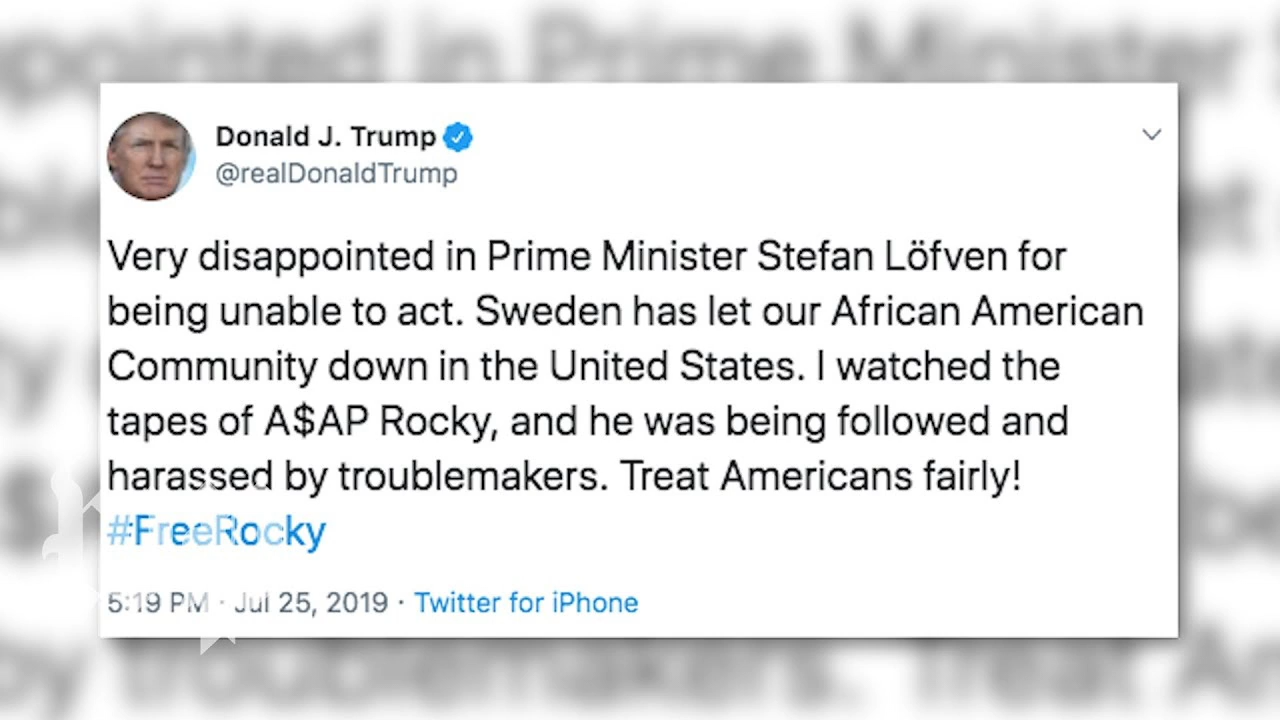 Donald J. Trump
@realDonaldTrump
Very disappointed in Prime Minister Stefan Löfven for
being unable to act. Sweden has let our African American
Community down in the United States. I watched the
tapes of A$AP Rocky, and he was being followed and
harassed by troublemakers. Treat Americans fairly!
#FreeRocky
5:19 PM · Jul 25, 2019 · Twitter for iPhone